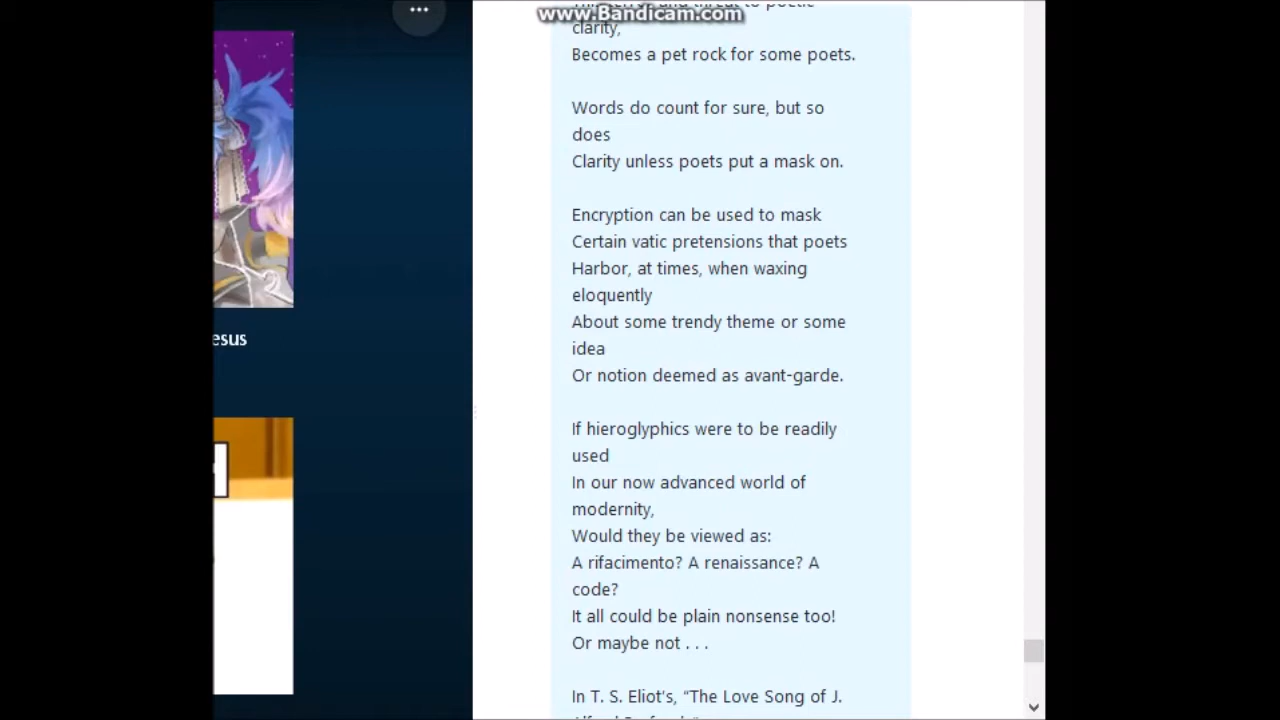 www.Bandicam.com
clarity,
Becomes a pet rock for some poets.
Words do count for sure, but so
does
Clarity unless poets put a mask on.
Encryption can be used to mask
Certain vatic pretensions that poets
Harbor, at times, when waxing
eloquently
About some trendy theme or some
idea
Or notion deemed as avant-garde.
If hieroglyphics were to be readily
used
In our now advanced world of
modernity,
Would they be viewed as:
A rifacimento? A renaissance? A
code?
It all could be plain nonsense too!
Or maybe not . . .
In T. S. Eliot's, “The Love Song of J.
esus